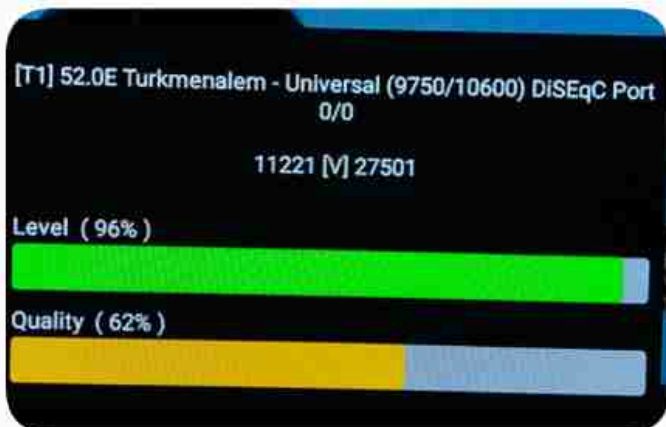 [T1] 52.0E Turkmenalem - Universal (9750/10600) DiSEqC Port
0/0
11221 [V] 27501
Level ( 96% )
Quality ( 62% )